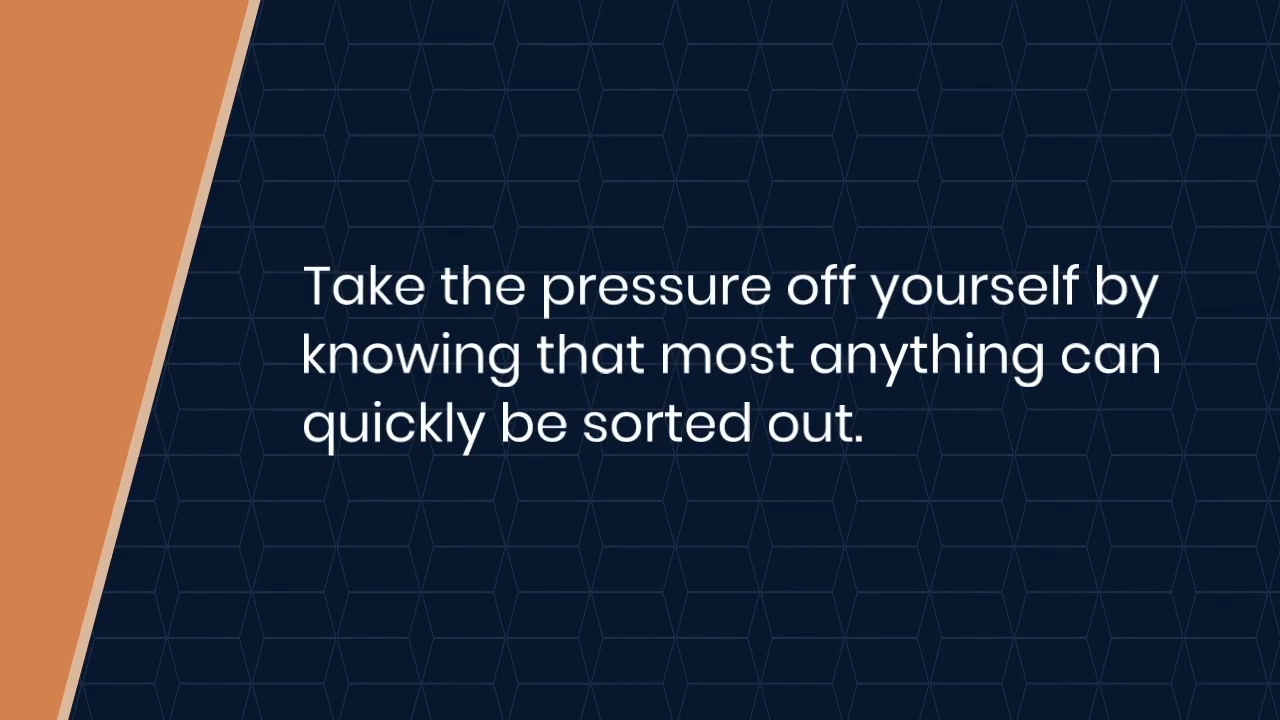 Take the pressure off yourself by
knowing that most anything can
quickly be sorted out.